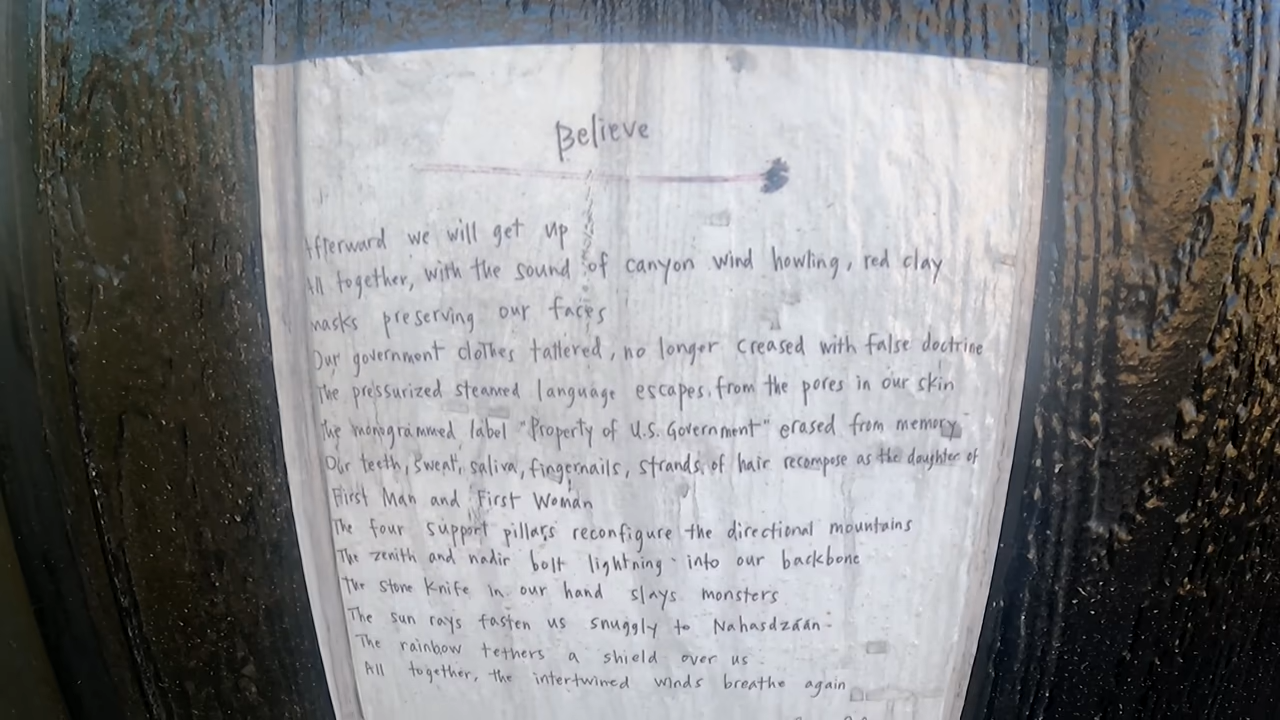 Believe
Afterward we will get up
All together, with the sound of canyon wind howling, red clay
masks preserving our faces
Our government clothes tattered, no longer creased with false doctrine
The pressurized steamed language escapes from the pores in our skin
The monogrammed label "Property of U.S. Government" erased from memory
Our teeth, sweat, saliva, fingernails, strands of hair recompose as the daughter of
First Man and First Woman
The four support pillars reconfigure the directional mountains
The zenith and nadir bolt lightning into our backbone
The stone knife in our hand slays monsters
The sun rays fasten us snuggly to Nahasdzáán
The rainbow tethers a shield over us
All together, the intertwined winds breathe again